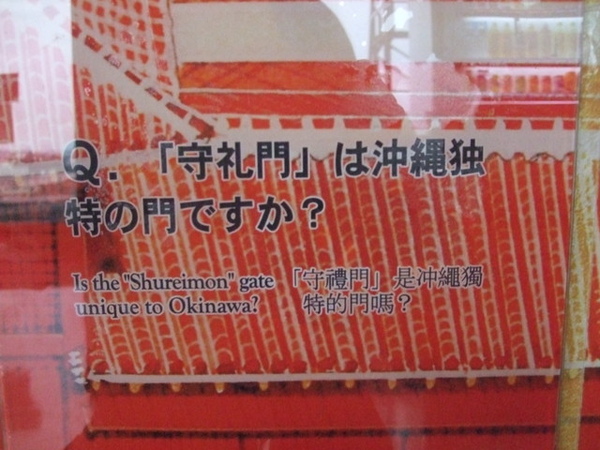 Q.「守礼門」は沖縄独
特の門ですか？
Is the "Shureimon" gate
unique to Okinawa?
「守禮門」是沖繩獨
特的門嗎？